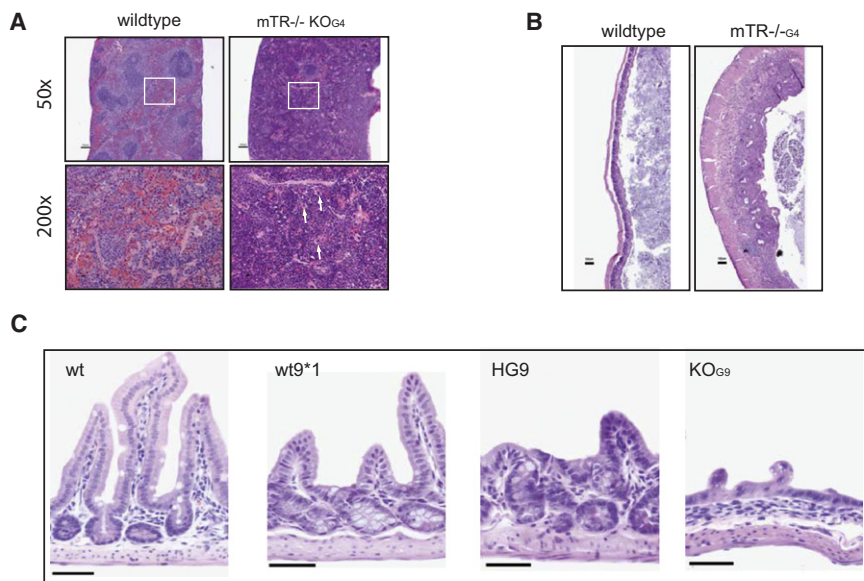 A
wildtype
mTR-/- KOG4
50x
200x
B
wildtype
mTR-/-G4
C
wt
wt9*1
HG9
KOG9